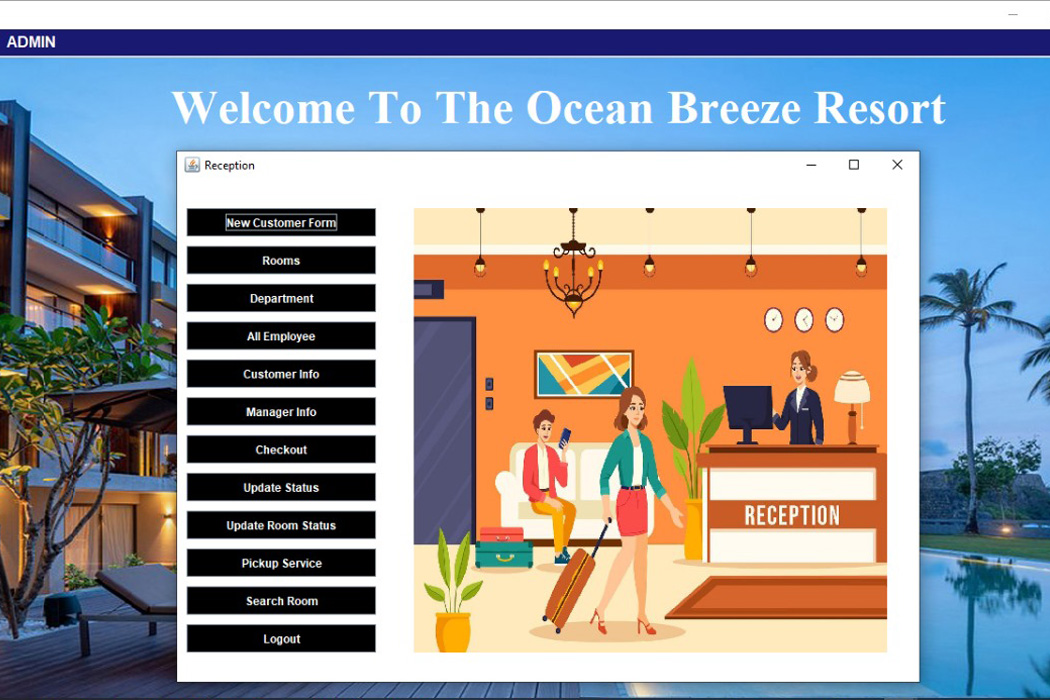 ADMIN
Welcome To The Ocean Breeze Resort
Reception
New Customer Form
Rooms
Department
All Employee
Customer Info
Manager Info
Checkout
Update Status
Update Room Status
Pickup Service
Search Room
Logout
RECEPTION